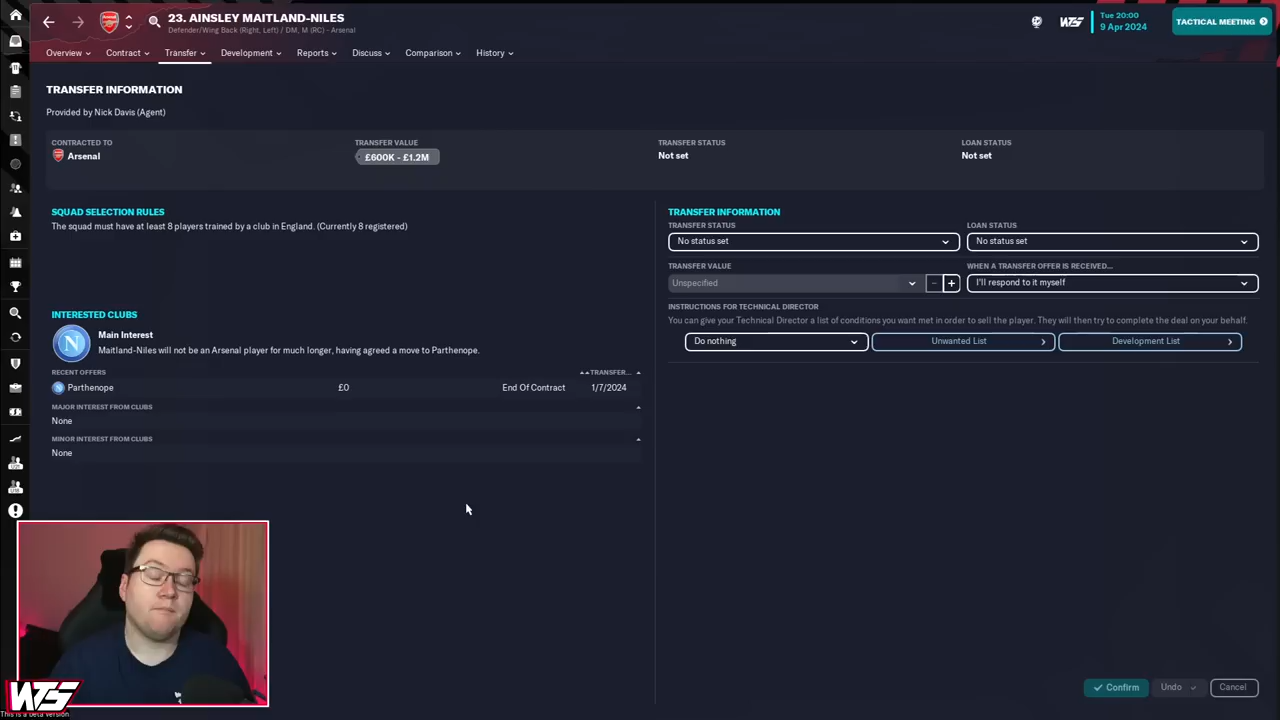 23. AINSLEY MAITLAND-NILES
Defender/Wing Back (Right, Left) / DM, M (RC) - Arsenal
WTS
Tue 20:00
9 Apr 2024
TACTICAL MEETING
Overview
Contract
Transfer
Development
Reports
Discuss
Comparison
History
TRANSFER INFORMATION
Provided by Nick Davis (Agent)
CONTRACTED TO
Arsenal
TRANSFER VALUE
£600K - £1.2M
TRANSFER STATUS
Not set
LOAN STATUS
Not set
SQUAD SELECTION RULES
The squad must have at least 8 players trained by a club in England. (Currently 8 registered)
INTERESTED CLUBS
N
Main Interest
Maitland-Niles will not be an Arsenal player for much longer, having agreed a move to Parthenope.
RECENT OFFERS
TRANSFER...
Parthenope £0 End Of Contract 1/7/2024
MAJOR INTEREST FROM CLUBS
None
MINOR INTEREST FROM CLUBS
None
TRANSFER INFORMATION
TRANSFER STATUS
No status set
LOAN STATUS
No status set
TRANSFER VALUE
Unspecified
WHEN A TRANSFER OFFER IS RECEIVED...
I'll respond to it myself
INSTRUCTIONS FOR TECHNICAL DIRECTOR
You can give your Technical Director a list of conditions you want met in order to sell the player. They will then try to complete the deal on your behalf.
Do nothing
Unwanted List
Development List
Confirm
Undo
Cancel
WTS
This is a beta version